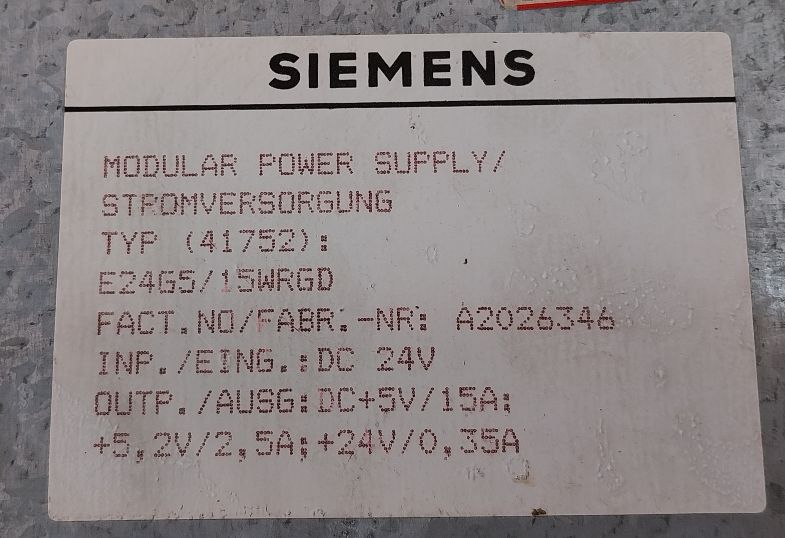 SIEMENS
MODULAR POWER SUPPLY/
STROMVERSORGUNG
TYP (41752):
E24G5/15WRGD
FACT.NO/FABR.-NR: A2026346
INP./EING.:DC 24V
OUTP./AUSG:DC+5V/15A;
+5,2V/2,5A;+24V/0,35A